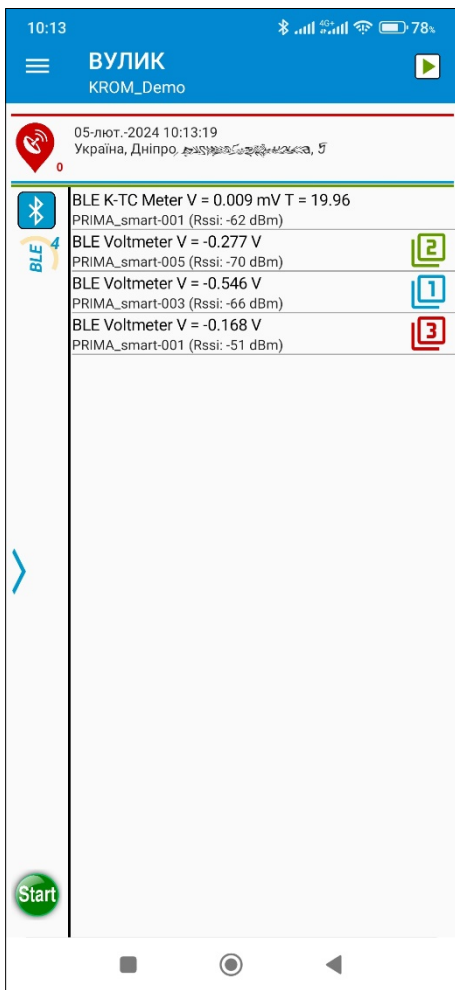 10:13
4G+
78%
ВУЛИК
KROM_Demo
05-лют.-2024 10:13:19
Україна, Дніпро, а, 5
0
BLE K-TC Meter V = 0.009 mV T = 19.96
PRIMA_smart-001 (Rssi: -62 dBm)
BLE 4
BLE Voltmeter V = -0.277 V
PRIMA_smart-005 (Rssi: -70 dBm)
2
BLE Voltmeter V = -0.546 V
PRIMA_smart-003 (Rssi: -66 dBm)
1
BLE Voltmeter V = -0.168 V
PRIMA_smart-001 (Rssi: -51 dBm)
3
Start